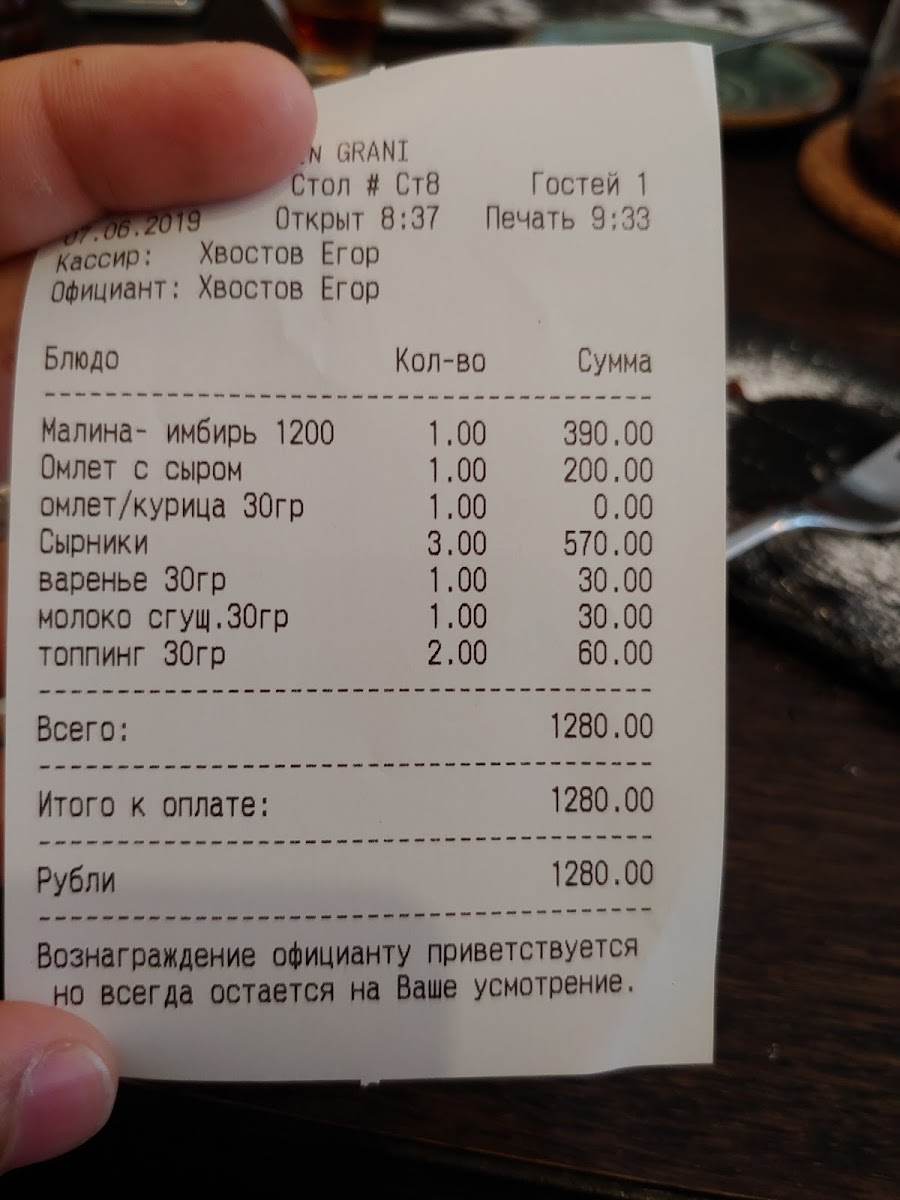 GRANI
Стол # Ст8 Гостей 1
07.06.2019 Открыт 8:37 Печать 9:33
Кассир: Хвостов Егор
Официант: Хвостов Егор
Блюдо Кол-во Сумма
Малина- имбирь 1200 1.00 390.00
Омлет с сыром 1.00 200.00
омлет/курица 30гр 1.00 0.00
Сырники 3.00 570.00
варенье 30гр 1.00 30.00
молоко сгущ.30гр 1.00 30.00
топпинг 30гр 2.00 60.00
Всего: 1280.00
Итого к оплате: 1280.00
Рубли 1280.00
Вознаграждение официанту приветствуется
но всегда остается на Ваше усмотрение.